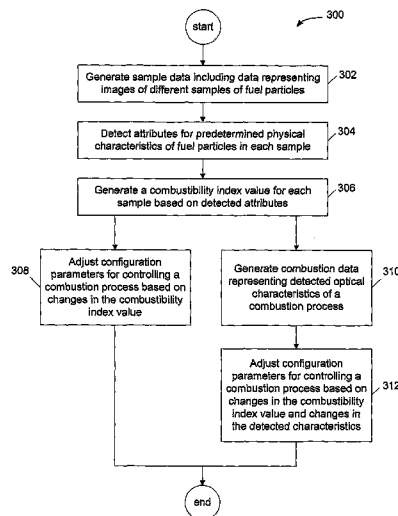 300
start
Generate sample data including data representing
images of different samples of fuel particles
302
Detect attributes for predetermined physical
characteristics of fuel particles in each sample
304
Generate a combustibility index value for each
sample based on detected attributes
306
308
Adjust configuration
parameters for controlling a
combustion process based on
changes in the combustibility
index value
Generate combustion data
representing detected optical
characteristics of a
combustion process
310
Adjust configuration
parameters for controlling a
combustion process based on
changes in the combustibility
index value and changes in
the detected characteristics
312
end